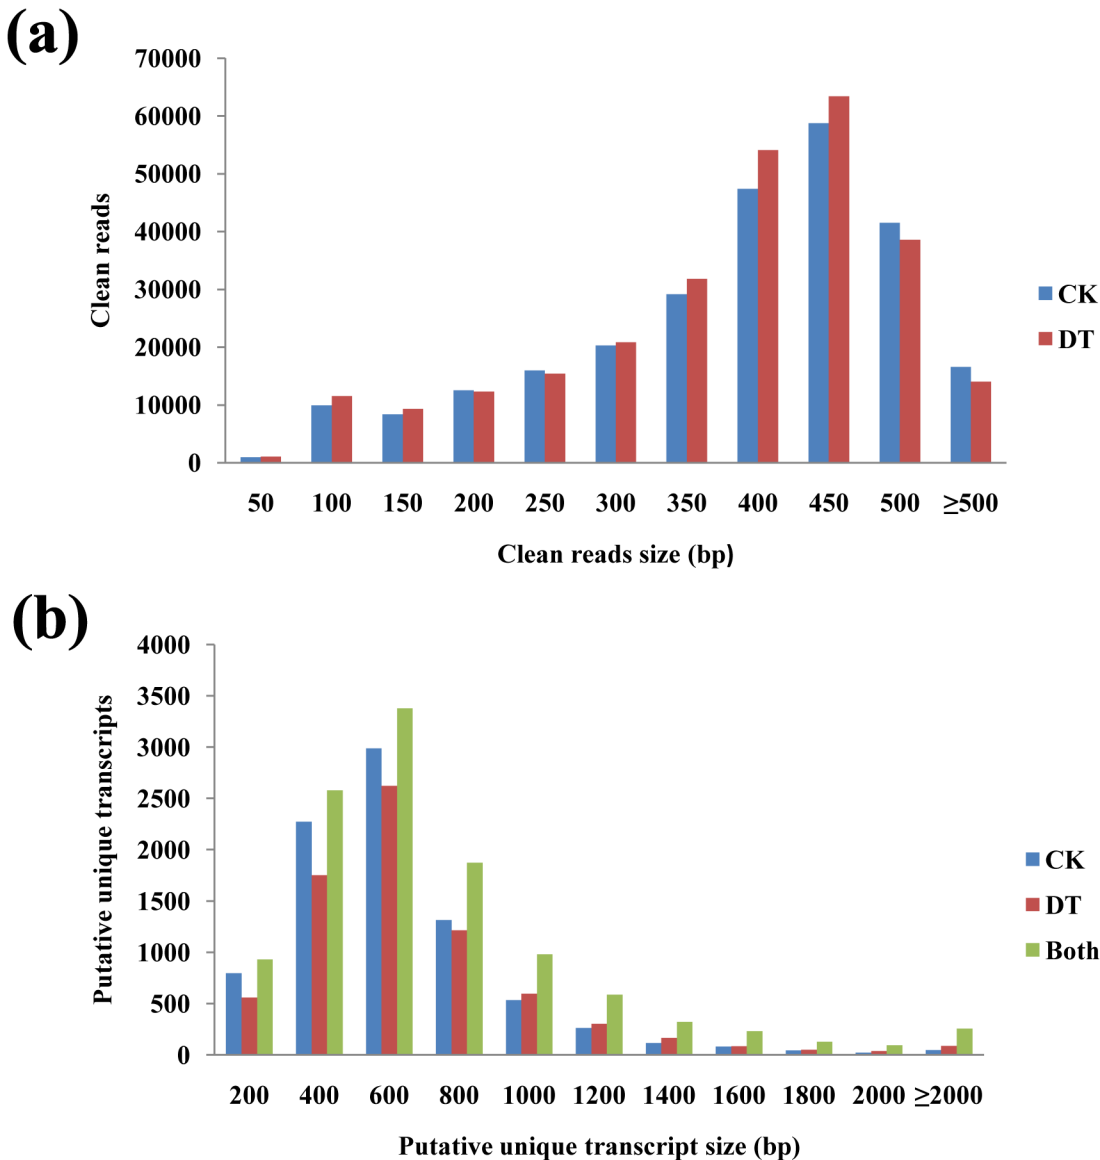 (a)
70000
60000
50000
40000
30000
20000
10000
0
Clean reads
50 100 150 200 250 300 350 400 450 500 ≥500
Clean reads size (bp)
CK
DT
(b)
4000
3500
3000
2500
2000
1500
1000
500
0
Putative unique transcripts
200 400 600 800 1000 1200 1400 1600 1800 2000 ≥2000
Putative unique transcript size (bp)
CK
DT
Both